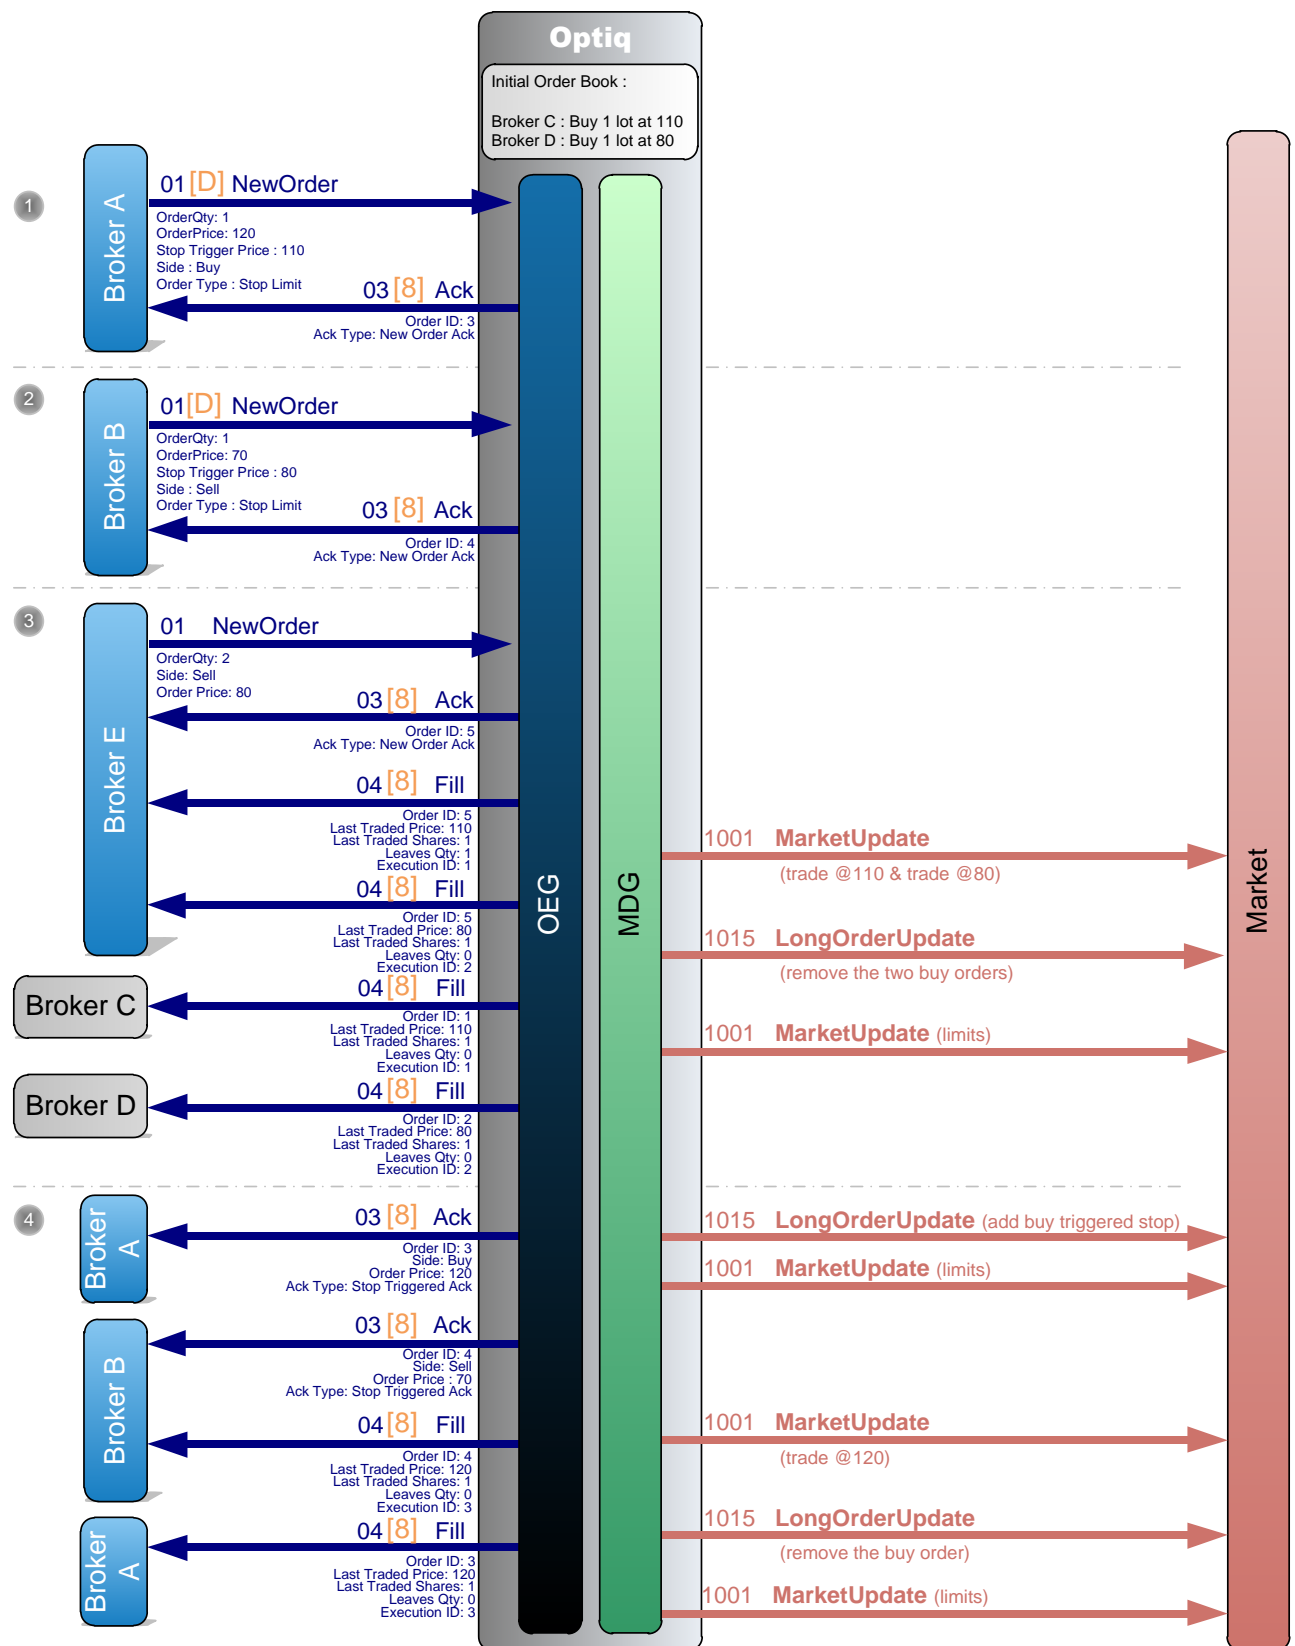 Optiq
Initial Order Book :
Broker C : Buy 1 lot at 110
Broker D : Buy 1 lot at 80
OEG
MDG
Market
1
Broker A
01 [D] NewOrder
OrderQty: 1
OrderPrice: 120
Stop Trigger Price : 110
Side : Buy
Order Type : Stop Limit
03 [8] Ack
Order ID: 3
Ack Type: New Order Ack
2
Broker B
01 [D] NewOrder
OrderQty: 1
OrderPrice: 70
Stop Trigger Price : 80
Side : Sell
Order Type : Stop Limit
03 [8] Ack
Order ID: 4
Ack Type: New Order Ack
3
Broker E
01 NewOrder
OrderQty: 2
Side: Sell
Order Price: 80
03 [8] Ack
Order ID: 5
Ack Type: New Order Ack
04 [8] Fill
Order ID: 5
Last Traded Price: 110
Last Traded Shares: 1
Leaves Qty: 1
Execution ID: 1
1001 MarketUpdate
(trade @110 & trade @80)
04 [8] Fill
Order ID: 5
Last Traded Price: 80
Last Traded Shares: 1
Leaves Qty: 0
Execution ID: 2
1015 LongOrderUpdate
(remove the two buy orders)
Broker C
04 [8] Fill
Order ID: 1
Last Traded Price: 110
Last Traded Shares: 1
Leaves Qty: 0
Execution ID: 1
1001 MarketUpdate (limits)
Broker D
04 [8] Fill
Order ID: 2
Last Traded Price: 80
Last Traded Shares: 1
Leaves Qty: 0
Execution ID: 2
4
Broker
A
03 [8] Ack
Order ID: 3
Side: Buy
Order Price: 120
Ack Type: Stop Triggered Ack
1015 LongOrderUpdate (add buy triggered stop)
1001 MarketUpdate (limits)
Broker B
03 [8] Ack
Order ID: 4
Side: Sell
Order Price : 70
Ack Type: Stop Triggered Ack
04 [8] Fill
Order ID: 4
Last Traded Price: 120
Last Traded Shares: 1
Leaves Qty: 0
Execution ID: 3
1001 MarketUpdate
(trade @120)
Broker
A
04 [8] Fill
Order ID: 3
Last Traded Price: 120
Last Traded Shares: 1
Leaves Qty: 0
Execution ID: 3
1015 LongOrderUpdate
(remove the buy order)
1001 MarketUpdate (limits)